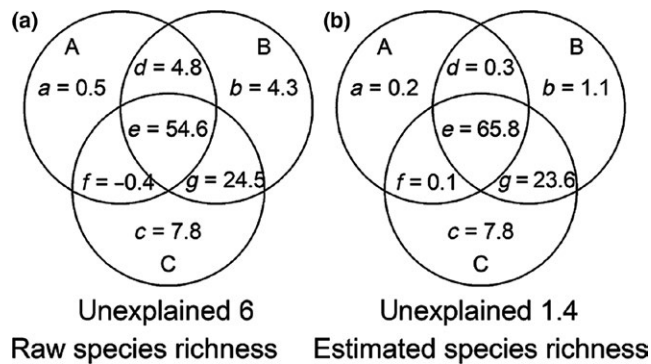 (a)
A
B
a = 0.5
d = 4.8
b = 4.3
e = 54.6
f = –0.4
g = 24.5
c = 7.8
C
Unexplained 6
Raw species richness
(b)
A
B
a = 0.2
d = 0.3
b = 1.1
e = 65.8
f = 0.1
g = 23.6
c = 7.8
C
Unexplained 1.4
Estimated species richness